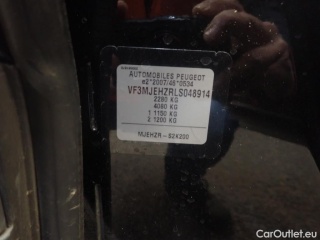 AUTOMOBILES PEUGEOT
e2*2007/46*0534
VF3MJEHZRLS048914
2280 KG
4080 KG
1 1150 KG
2 1200 KG
MJEHZR - S2X200
CarOutlet.eu